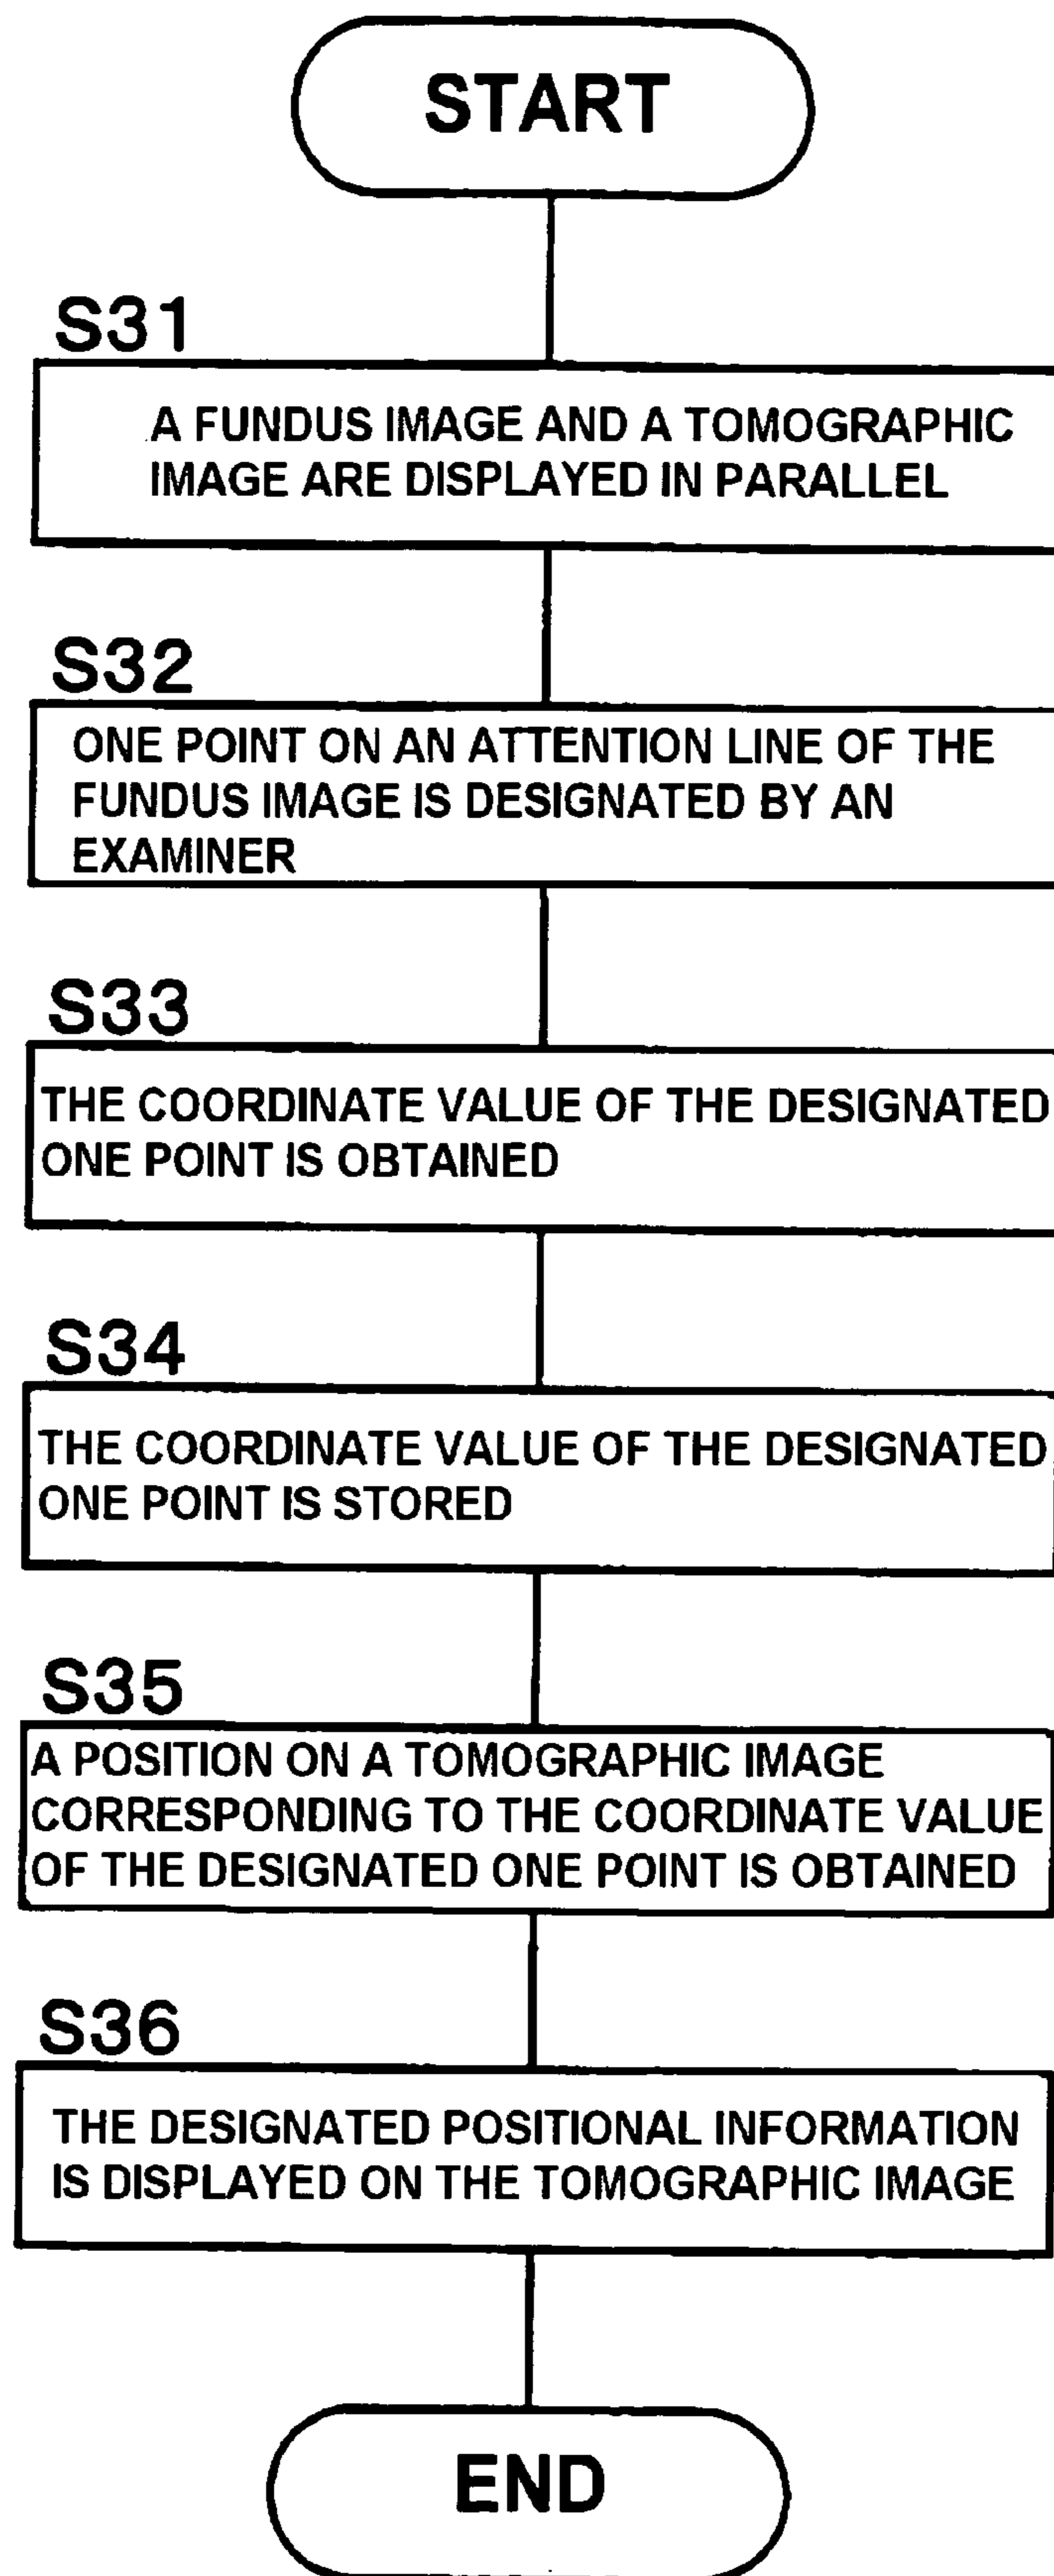 START
S31
A FUNDUS IMAGE AND A TOMOGRAPHIC
IMAGE ARE DISPLAYED IN PARALLEL
S32
ONE POINT ON AN ATTENTION LINE OF THE
FUNDUS IMAGE IS DESIGNATED BY AN
EXAMINER
S33
THE COORDINATE VALUE OF THE DESIGNATED
ONE POINT IS OBTAINED
S34
THE COORDINATE VALUE OF THE DESIGNATED
ONE POINT IS STORED
S35
A POSITION ON A TOMOGRAPHIC IMAGE
CORRESPONDING TO THE COORDINATE VALUE
OF THE DESIGNATED ONE POINT IS OBTAINED
S36
THE DESIGNATED POSITIONAL INFORMATION
IS DISPLAYED ON THE TOMOGRAPHIC IMAGE
END